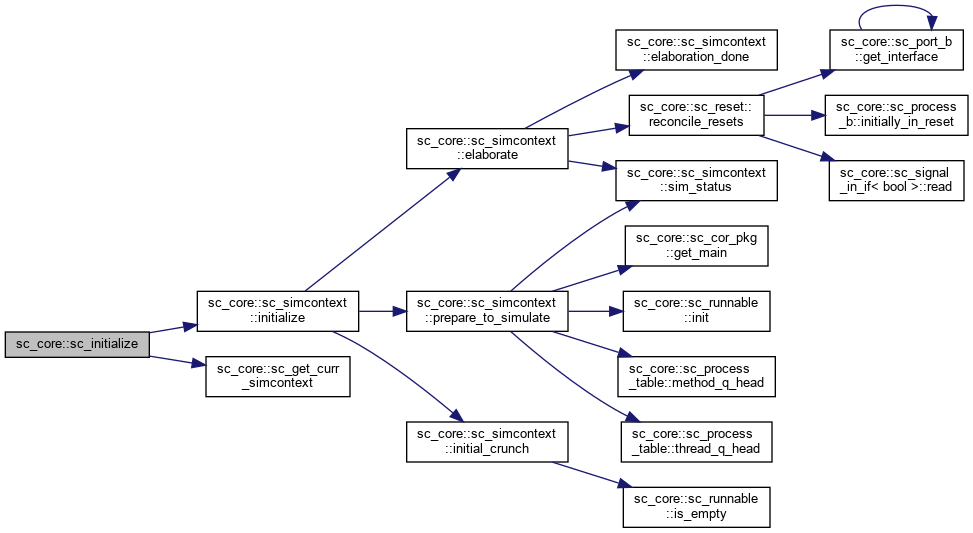 sc_core::sc_initialize
sc_core::sc_simcontext
::initialize
sc_core::sc_get_curr
_simcontext
sc_core::sc_simcontext
::elaborate
sc_core::sc_simcontext
::prepare_to_simulate
sc_core::sc_simcontext
::initial_crunch
sc_core::sc_simcontext
::elaboration_done
sc_core::sc_reset::
reconcile_resets
sc_core::sc_simcontext
::sim_status
sc_core::sc_cor_pkg
::get_main
sc_core::sc_runnable
::init
sc_core::sc_process
_table::method_q_head
sc_core::sc_process
_table::thread_q_head
sc_core::sc_runnable
::is_empty
sc_core::sc_port_b
::get_interface
sc_core::sc_process
_b::initially_in_reset
sc_core::sc_signal
_in_if< bool >::read